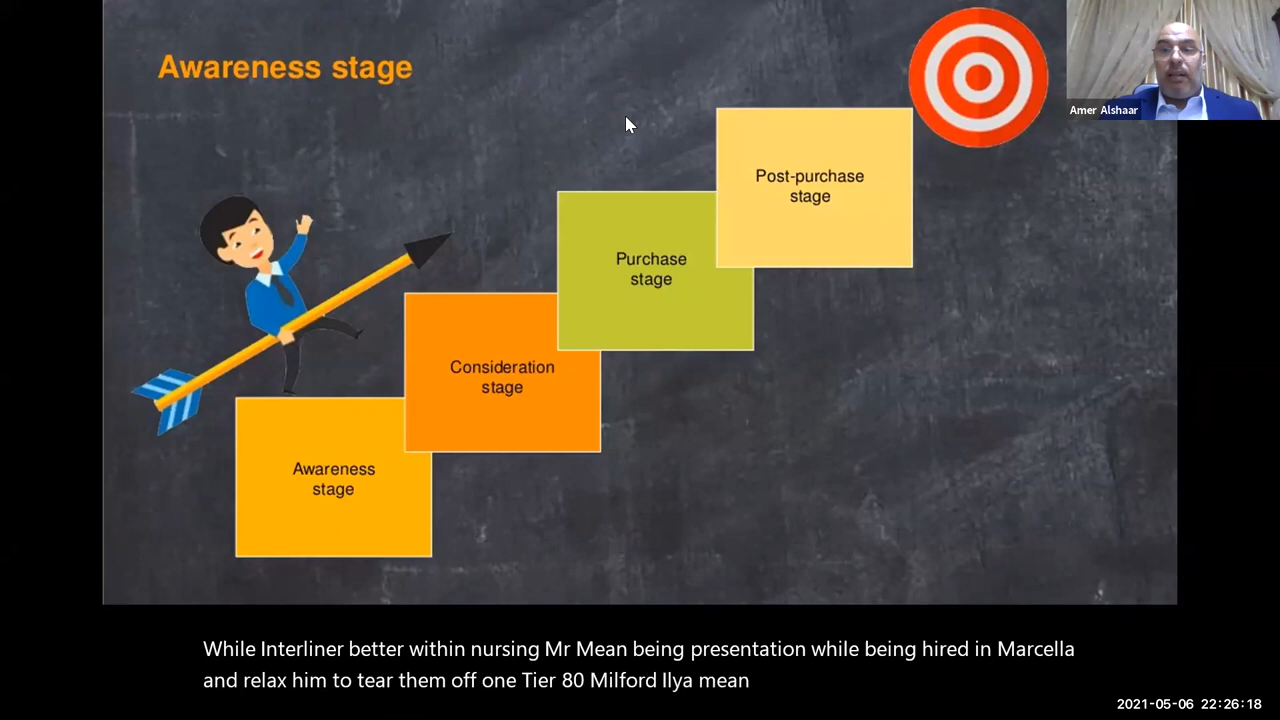 Awareness stage
Amer Alshaar
Post-purchase
stage
Purchase
stage
Consideration
stage
Awareness
stage
While Interliner better within nursing Mr Mean being presentation while being hired in Marcella
and relax him to tear them off one Tier 80 Milford Ilya mean
2021-05-06 22:26:18